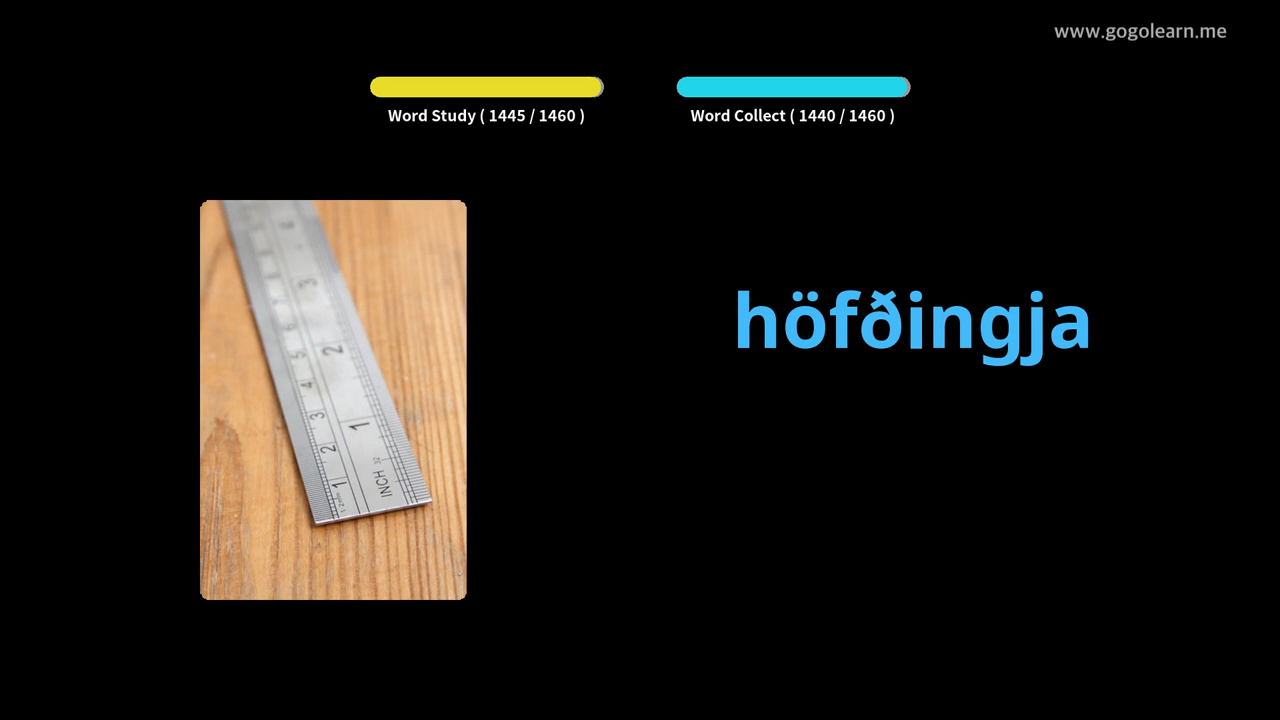 www.gogolearn.me
Word Study ( 1445 / 1460 )
Word Collect ( 1440 / 1460 )
höfðingja
3
2
1
INCH 32
5
4
3
2
1